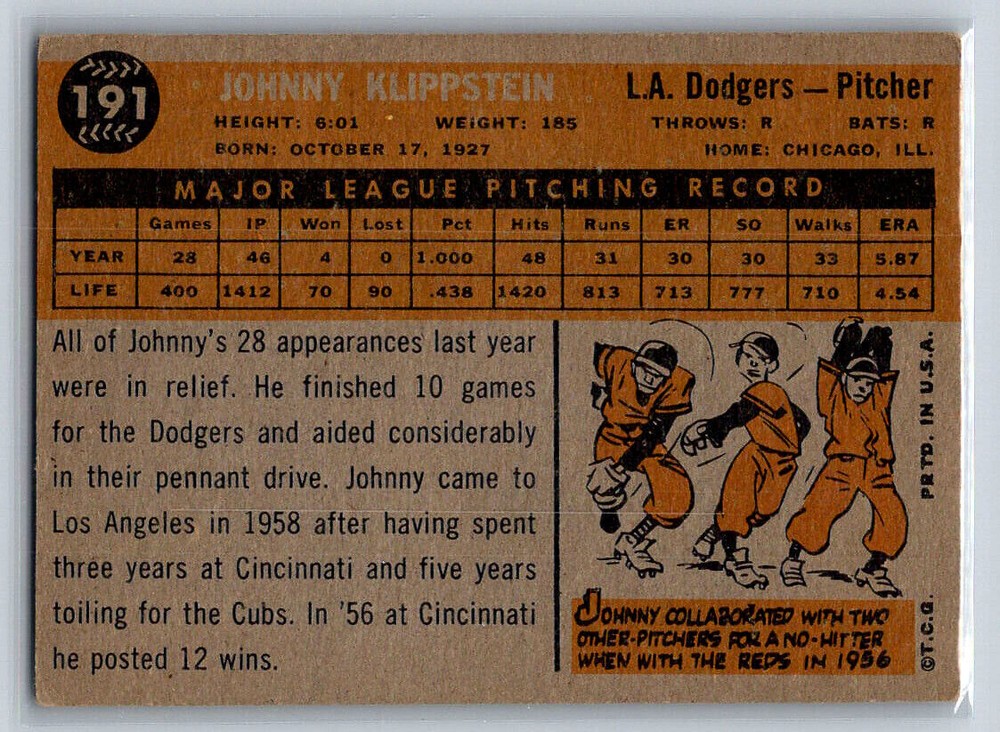 191
JOHNNY KLIPPSTEIN
L.A. Dodgers — Pitcher
HEIGHT: 6:01 WEIGHT: 185 THROWS: R BATS: R
BORN: OCTOBER 17, 1927 HOME: CHICAGO, ILL.
MAJOR LEAGUE PITCHING RECORD
Games IP Won Lost Pct Hits Runs ER SO Walks ERA
YEAR 28 46 4 0 1.000 48 31 30 30 33 5.87
LIFE 400 1412 70 90 .438 1420 813 713 777 710 4.54
All of Johnny's 28 appearances last year
were in relief. He finished 10 games
for the Dodgers and aided considerably
in their pennant drive. Johnny came to
Los Angeles in 1958 after having spent
three years at Cincinnati and five years
toiling for the Cubs. In '56 at Cincinnati
he posted 12 wins.
JOHNNY COLLABORATED WITH TWO
OTHER-PITCHERS FOR A NO-HITTER
WHEN WITH THE REDS IN 1956
©T.C.G. PRTD. IN U.S.A.